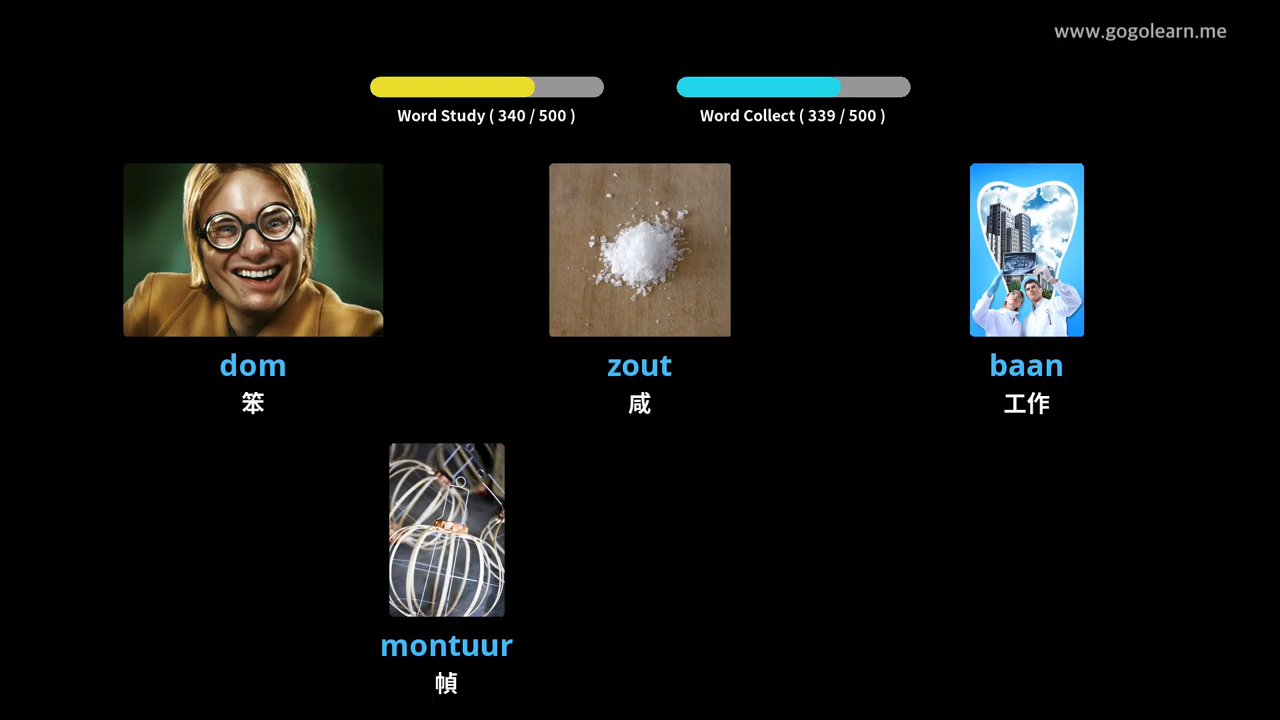 www.gogolearn.me
Word Study ( 340 / 500 )
Word Collect ( 339 / 500 )
dom
笨
zout
咸
baan
工作
montuur
幀